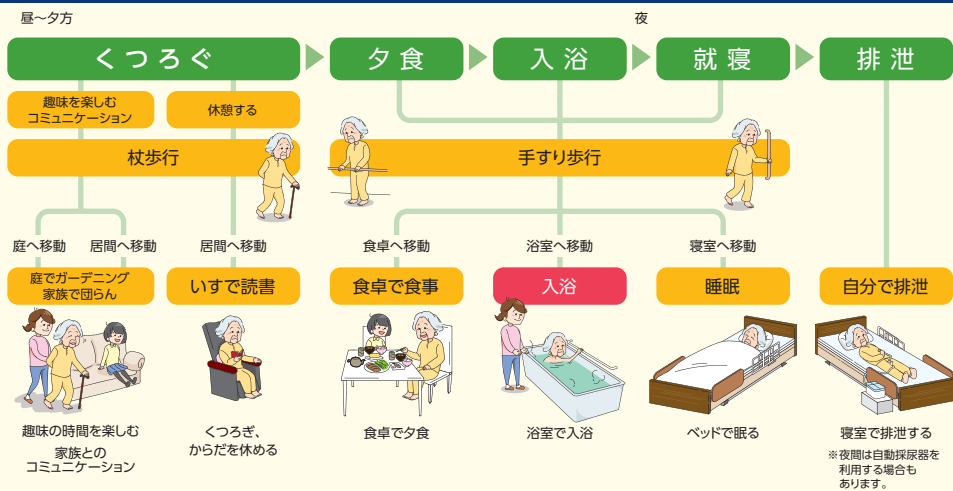 昼〜夕方
夜
くつろぐ
夕食
入浴
就寝
排泄
趣味を楽しむ
コミュニケーション
休憩する
杖歩行
手すり歩行
庭へ移動
居間へ移動
居間へ移動
食卓へ移動
浴室へ移動
寝室へ移動
庭でガーデニング
家族で団らん
いすで読書
食卓で食事
入浴
睡眠
自分で排泄
趣味の時間を楽しむ
家族との
コミュニケーション
くつろぎ、
からだを休める
食卓で夕食
浴室で入浴
ベッドで眠る
寝室で排泄する
※夜間は自動採尿器を
利用する場合も
あります。